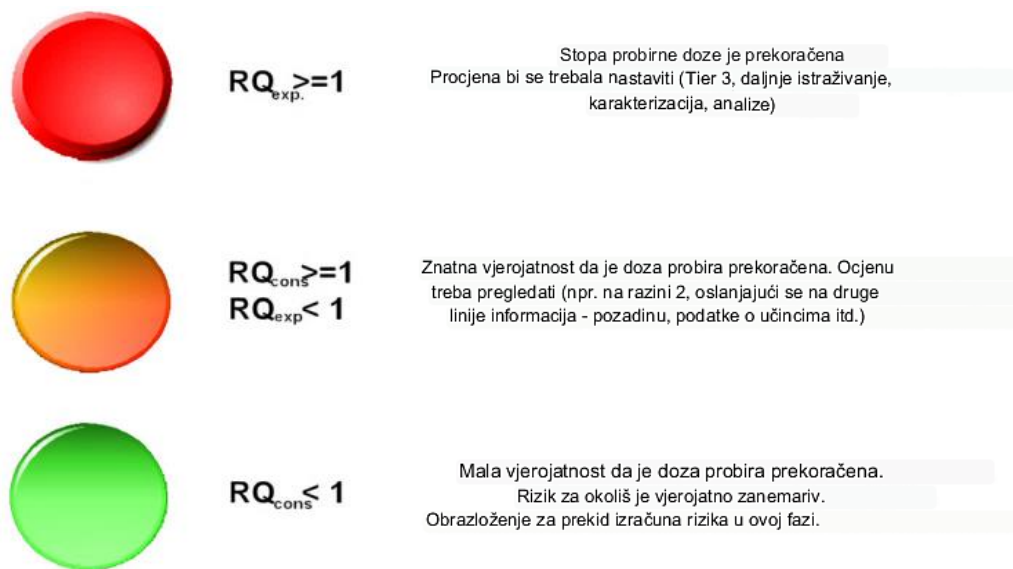 RQexp.>=1
Stopa probirne doze je prekoračena
Procjena bi se trebala nastaviti (Tier 3, daljnje istraživanje,
karakterizacija, analize)
RQcons>=1
RQexp< 1
Znatna vjerojatnost da je doza probira prekoračena. Ocjenu
treba pregledati (npr. na razini 2, oslanjajući se na druge
linije informacija - pozadinu, podatke o učincima itd.)
RQcons< 1
Mala vjerojatnost da je doza probira prekoračena.
Rizik za okoliš je vjerojatno zanemariv.
Obrazloženje za prekid izračuna rizika u ovoj fazi.